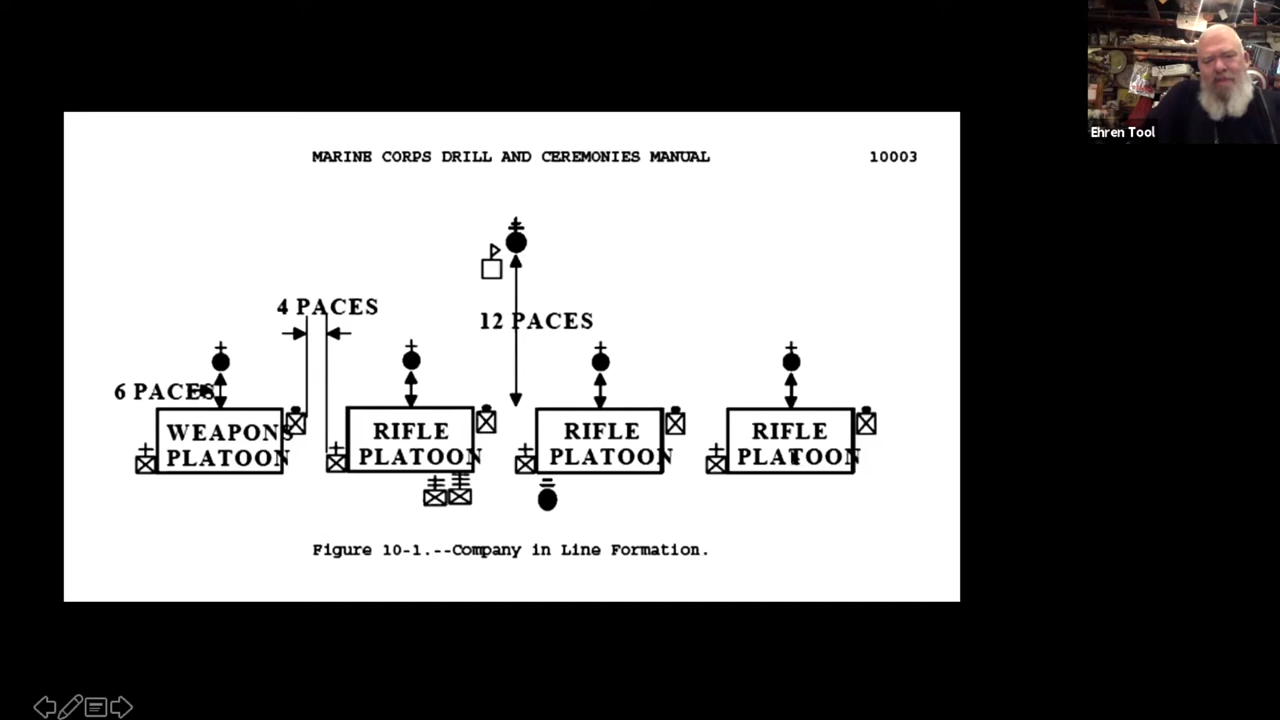 Ehren Tool
MARINE CORPS DRILL AND CEREMONIES MANUAL 10003
4 PACES
12 PACES
6 PACES
WEAPONS
PLATOON
RIFLE
PLATOON
RIFLE
PLATOON
RIFLE
PLATOON
Figure 10-1.--Company in Line Formation.